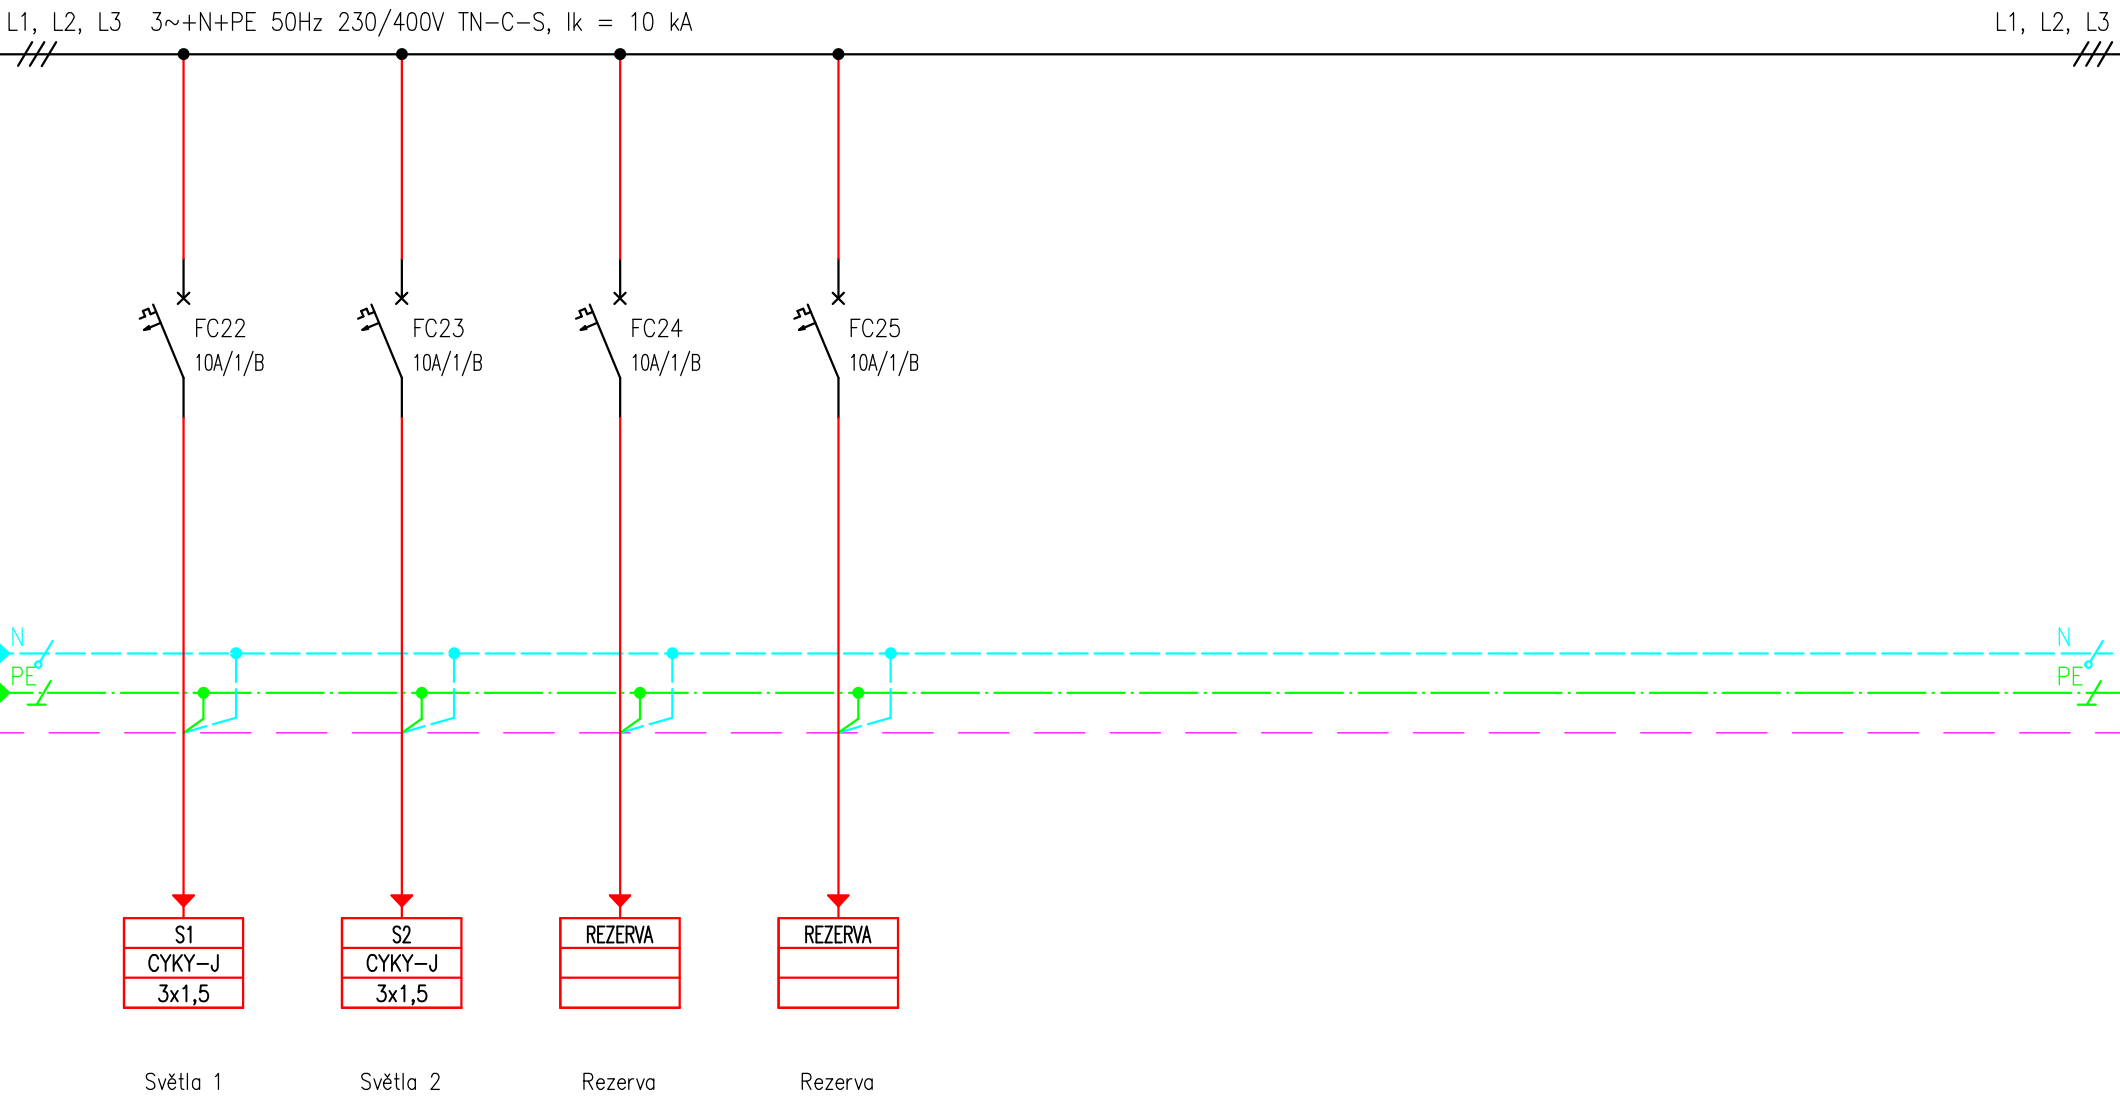 L1, L2, L3 3~+N+PE 50Hz 230/400V TN-C-S, Ik = 10 kA
L1, L2, L3
FC22
10A/1/B
FC23
10A/1/B
FC24
10A/1/B
FC25
10A/1/B
N
N
PE
PE
S1
CYKY-J
3x1,5
S2
CYKY-J
3x1,5
REZERVA
REZERVA
Světla 1
Světla 2
Rezerva
Rezerva